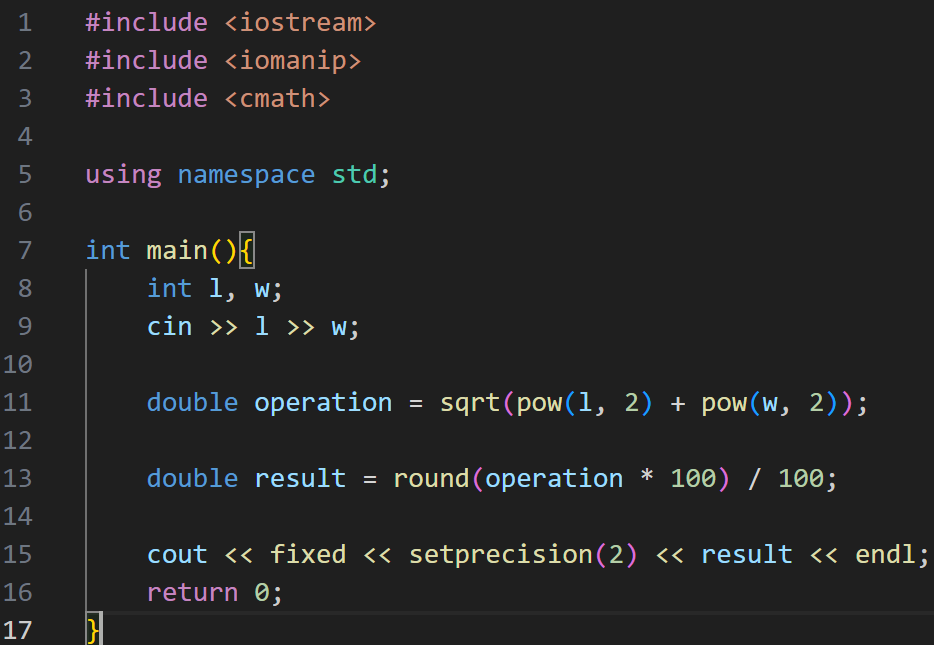 1 #include <iostream>
2 #include <iomanip>
3 #include <cmath>
4
5 using namespace std;
6
7 int main(){
8     int l, w;
9     cin >> l >> w;
10
11     double operation = sqrt(pow(l, 2) + pow(w, 2));
12
13     double result = round(operation * 100) / 100;
14
15     cout << fixed << setprecision(2) << result << endl;
16     return 0;
17 }